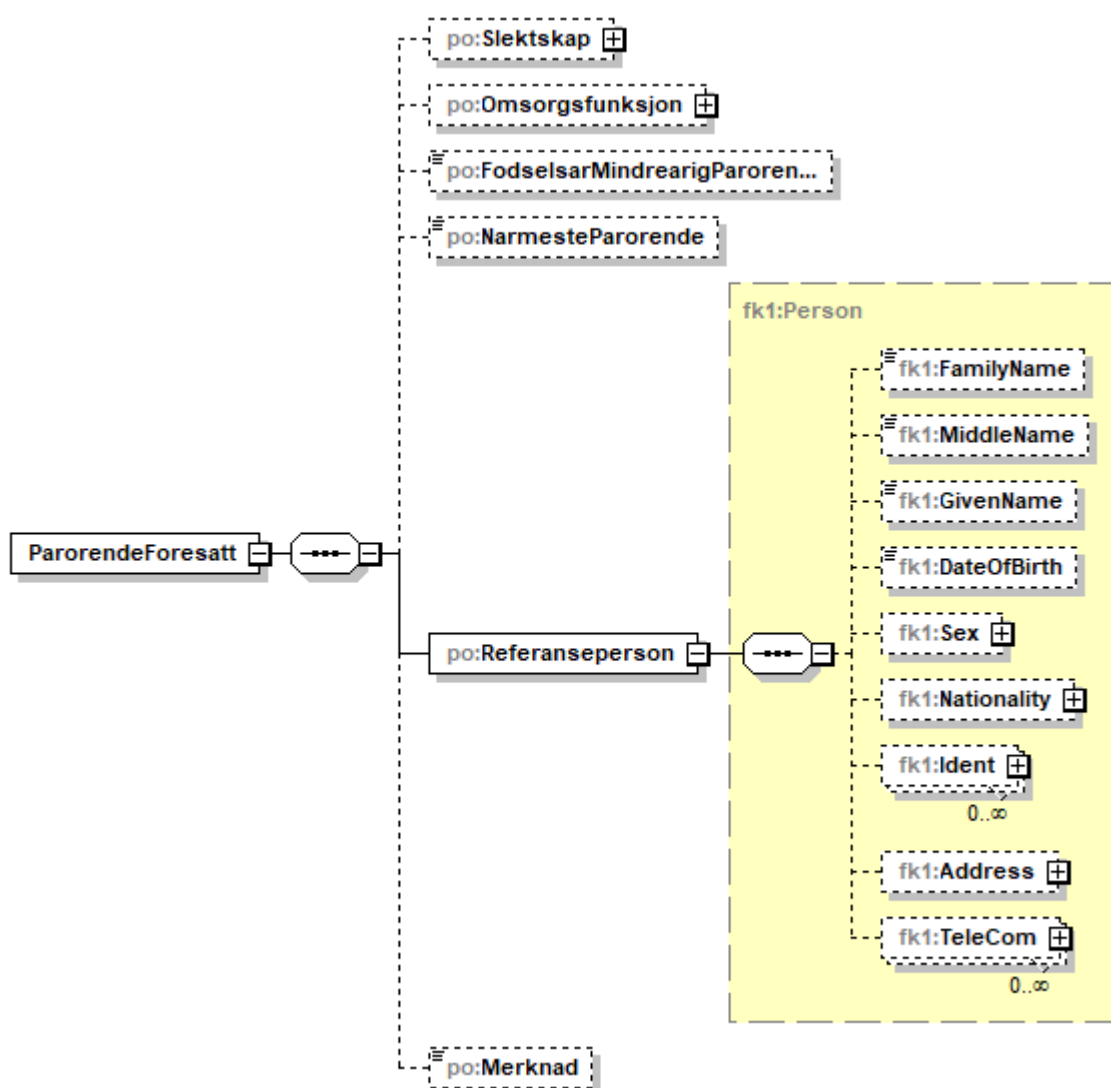 po:Slektskap
po:Omsorgsfunksjon
po:FodselsarMindrearigParoren...
po:NarmesteParorende
fk1:Person
fk1:FamilyName
fk1:MiddleName
fk1:GivenName
ParorendeForesatt
fk1:DateOfBirth
fk1:Sex
po:Referanseperson
fk1:Nationality
fk1:Ident
0..∞
fk1:Address
fk1:TeleCom
0..∞
po:Merknad